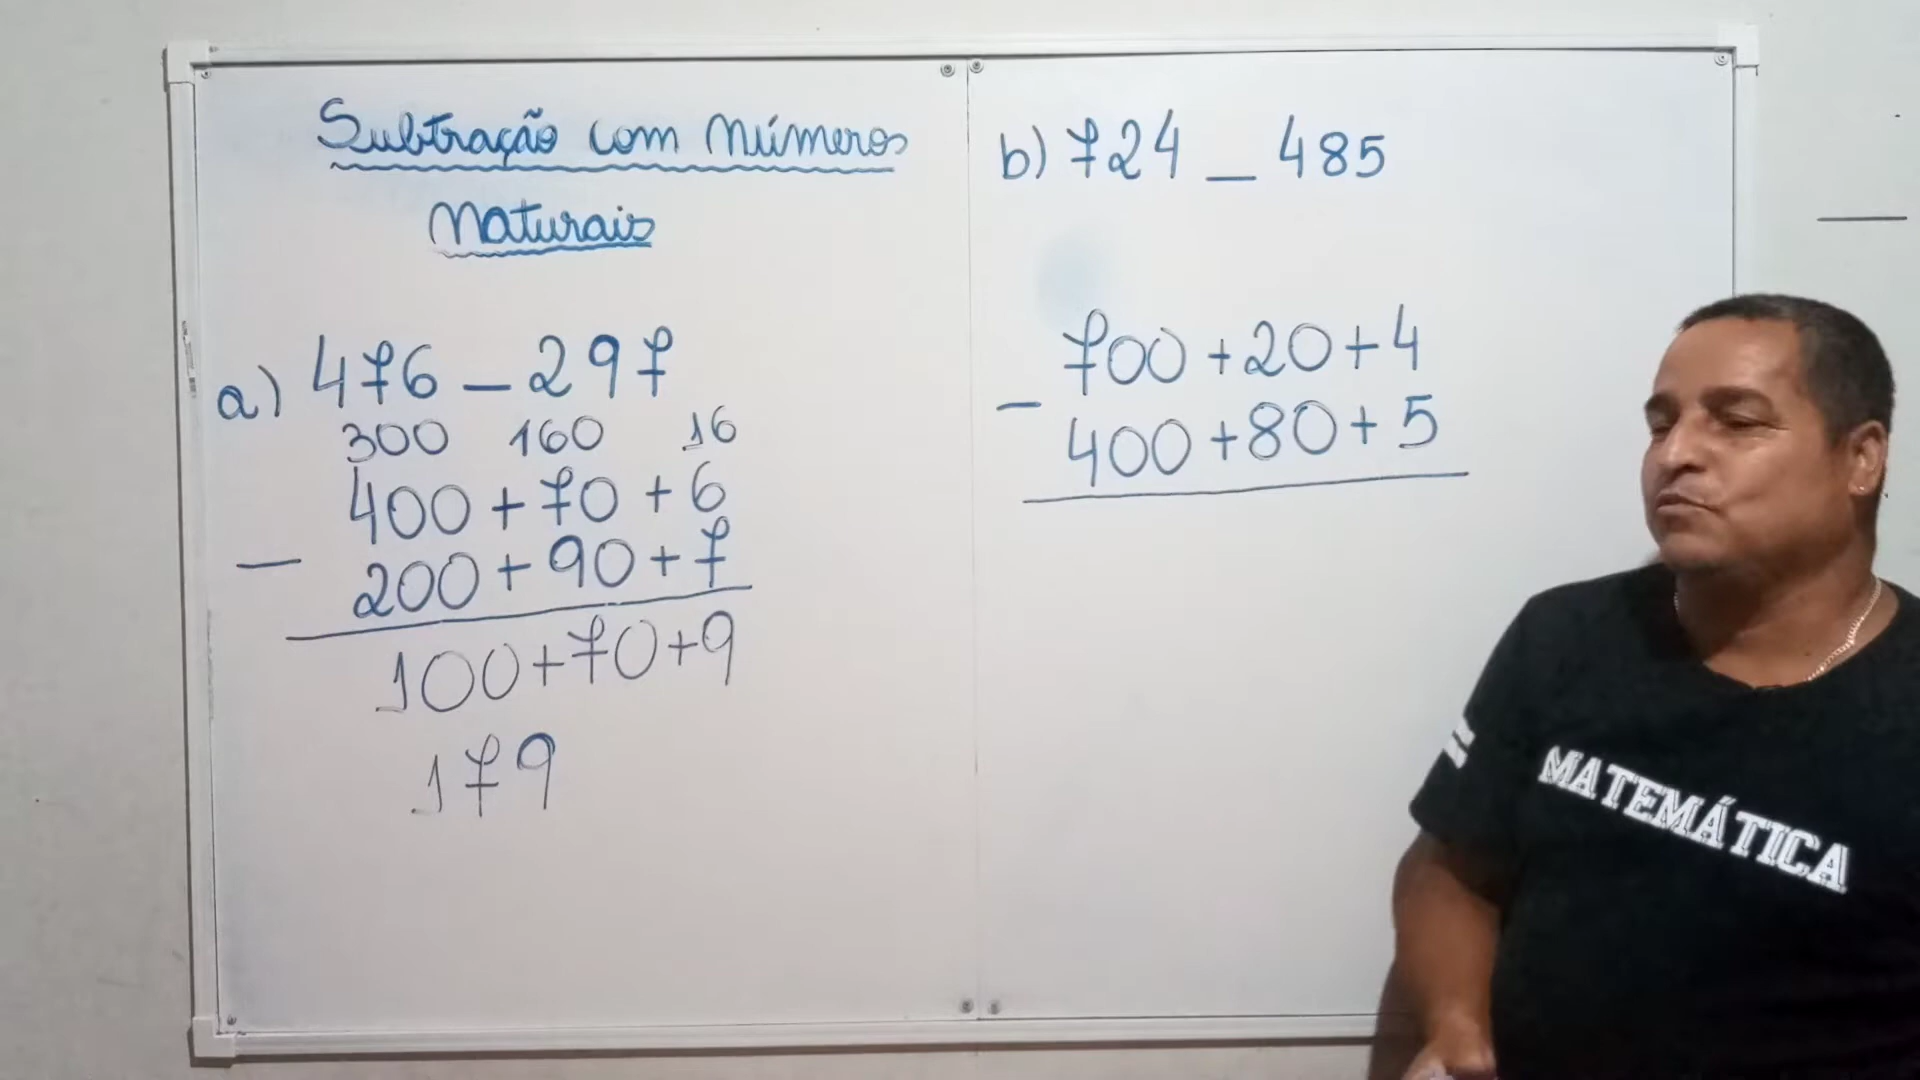 Subtração com Números
Naturais
a) 476 - 297
300 160 16
400 + 70 + 6
- 200 + 90 + 7
100 + 70 + 9
179
b) 724 - 485
700 + 20 + 4
- 400 + 80 + 5
MATEMÁTICA